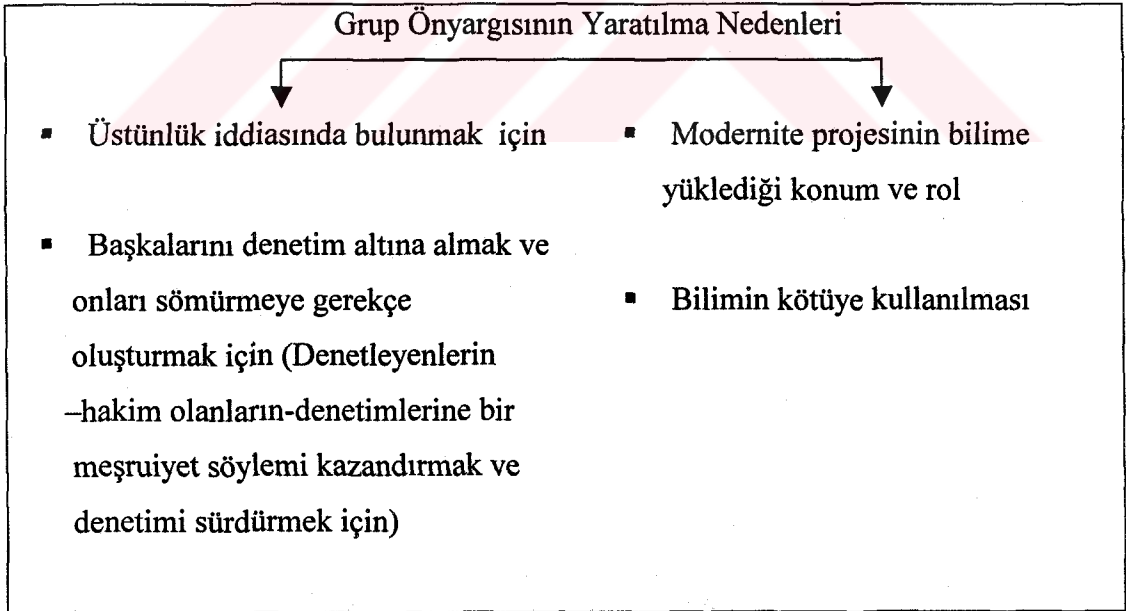 Grup Önyargısının Yaratılma Nedenleri
▪ Üstünlük iddiasında bulunmak için
▪ Başkalarını denetim altına almak ve
onları sömürmeye gerekçe
oluşturmak için (Denetleyenlerin
–hakim olanların-denetimlerine bir
meşruiyet söylemi kazandırmak ve
denetimi sürdürmek için)
▪ Modernite projesinin bilime
yüklediği konum ve rol
▪ Bilimin kötüye kullanılması